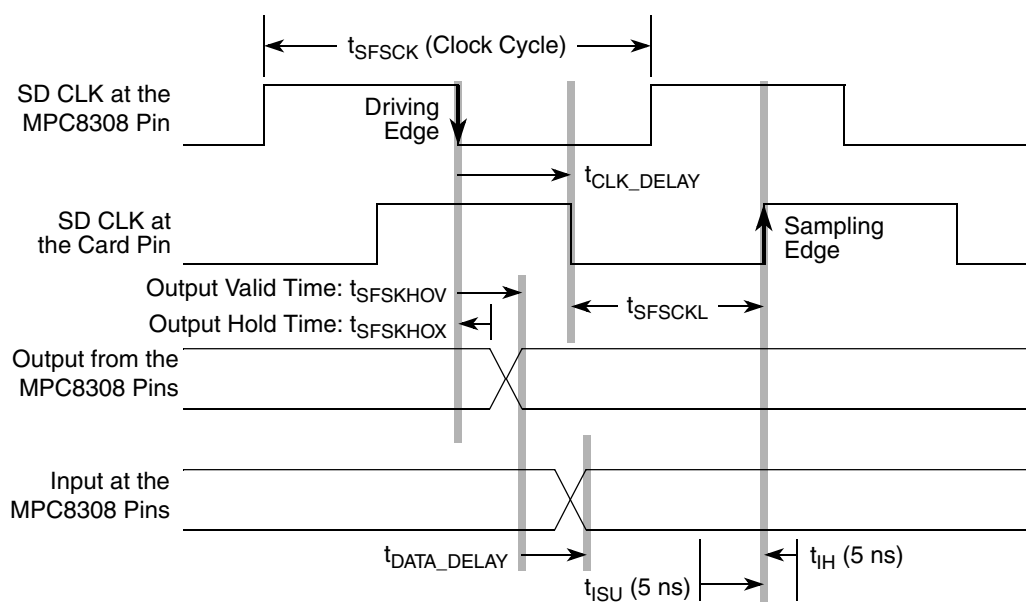 tSFSCK (Clock Cycle)
SD CLK at the
MPC8308 Pin
Driving
Edge
tCLK_DELAY
SD CLK at
the Card Pin
Sampling
Edge
Output Valid Time: tSFSKHOV
tSFSCKL
Output Hold Time: tSFSKHOX
Output from the
MPC8308 Pins
Input at the
MPC8308 Pins
tDATA_DELAY
tIH (5 ns)
tISU (5 ns)